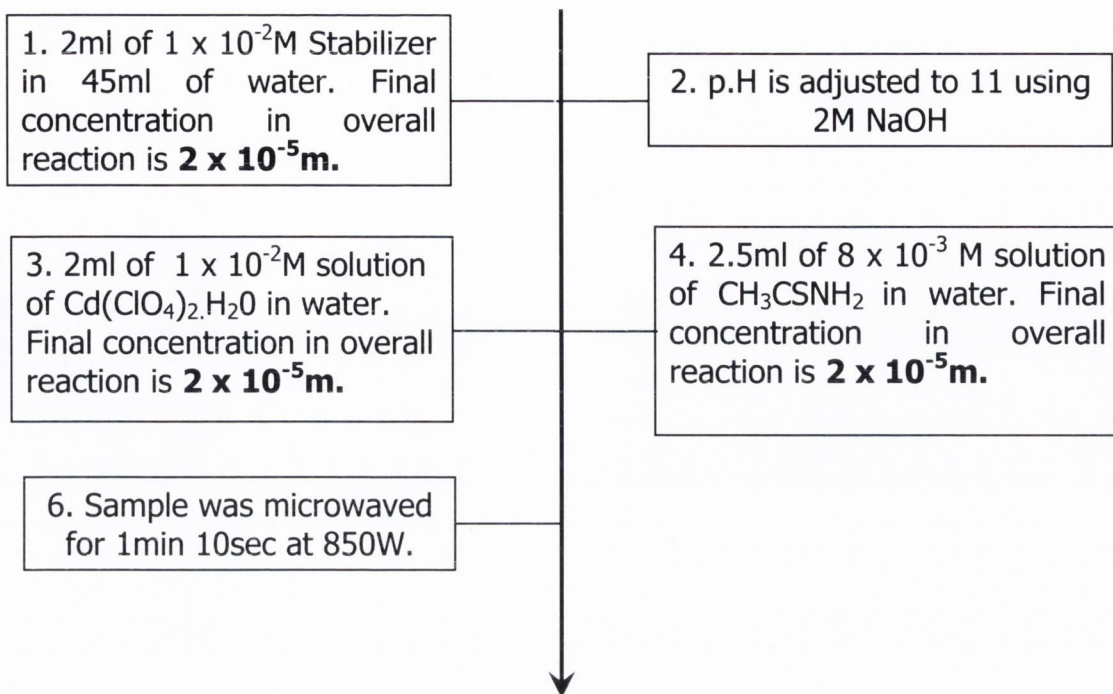 1. 2ml of 1 x 10⁻²M Stabilizer
in 45ml of water. Final
concentration in overall
reaction is 2 x 10⁻⁵m.
2. p.H is adjusted to 11 using
2M NaOH
3. 2ml of 1 x 10⁻²M solution
of Cd(ClO₄)₂.H₂0 in water.
Final concentration in overall
reaction is 2 x 10⁻⁵m.
4. 2.5ml of 8 x 10⁻³ M solution
of CH₃CSNH₂ in water. Final
concentration in overall
reaction is 2 x 10⁻⁵m.
6. Sample was microwaved
for 1min 10sec at 850W.